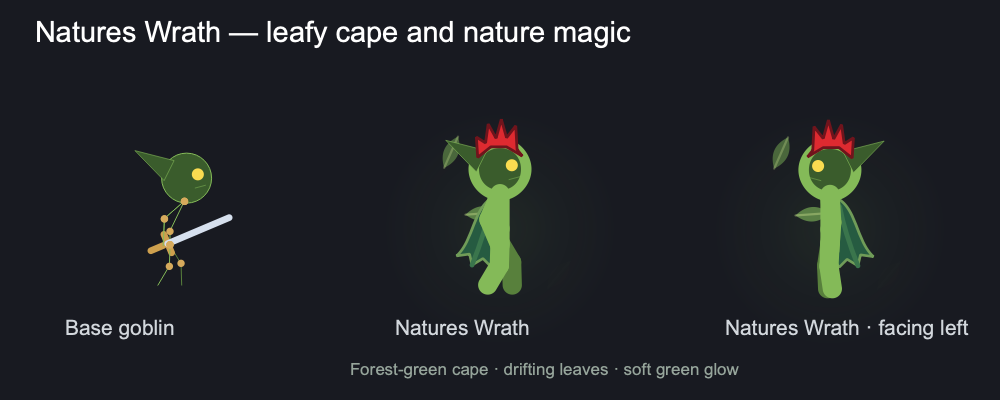 Natures Wrath — leafy cape and nature magic
Base goblin
Natures Wrath
Natures Wrath · facing left
Forest-green cape · drifting leaves · soft green glow